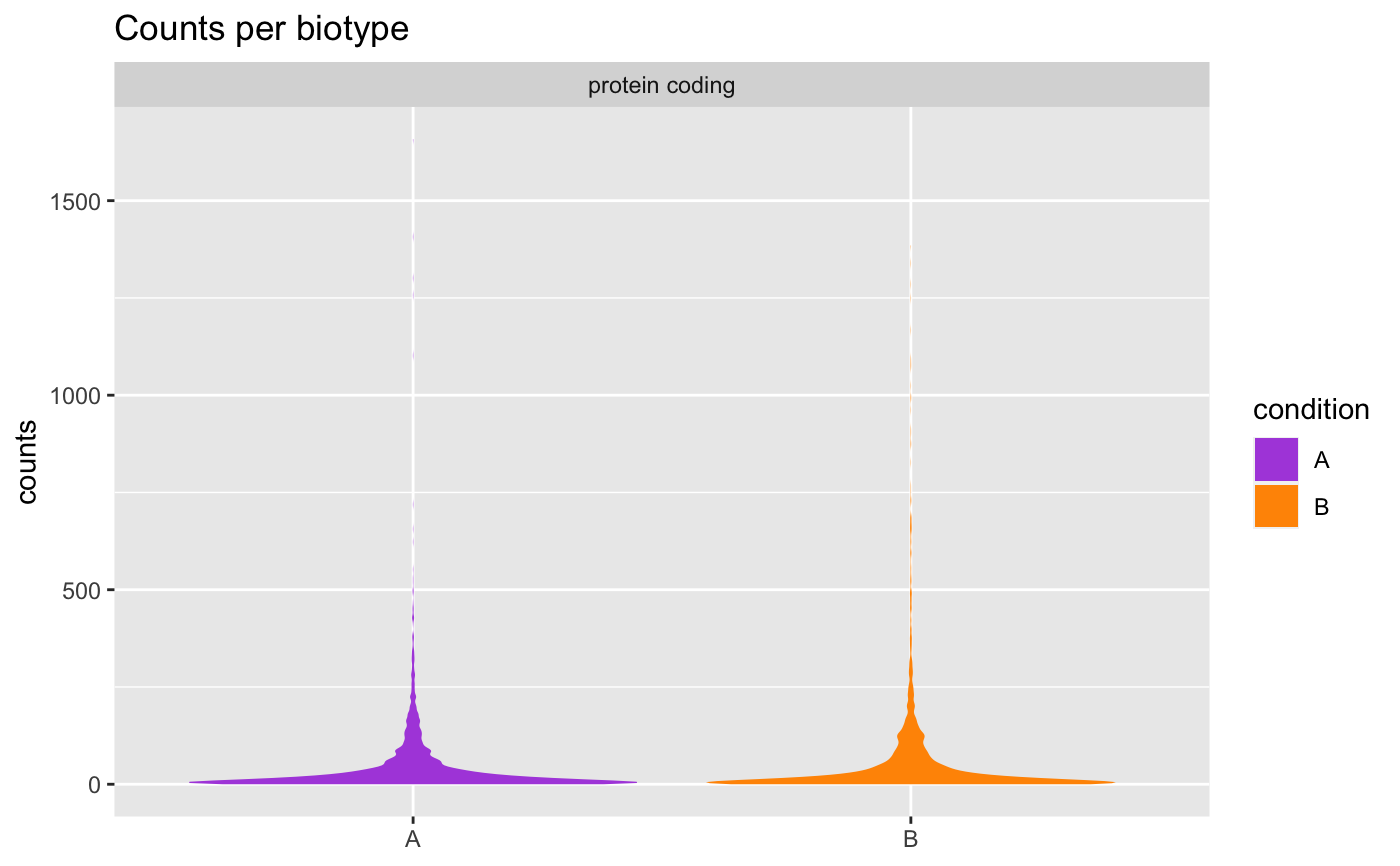 Counts per biotype
protein coding
counts
1500
1000
500
0
A
B
condition
A
B